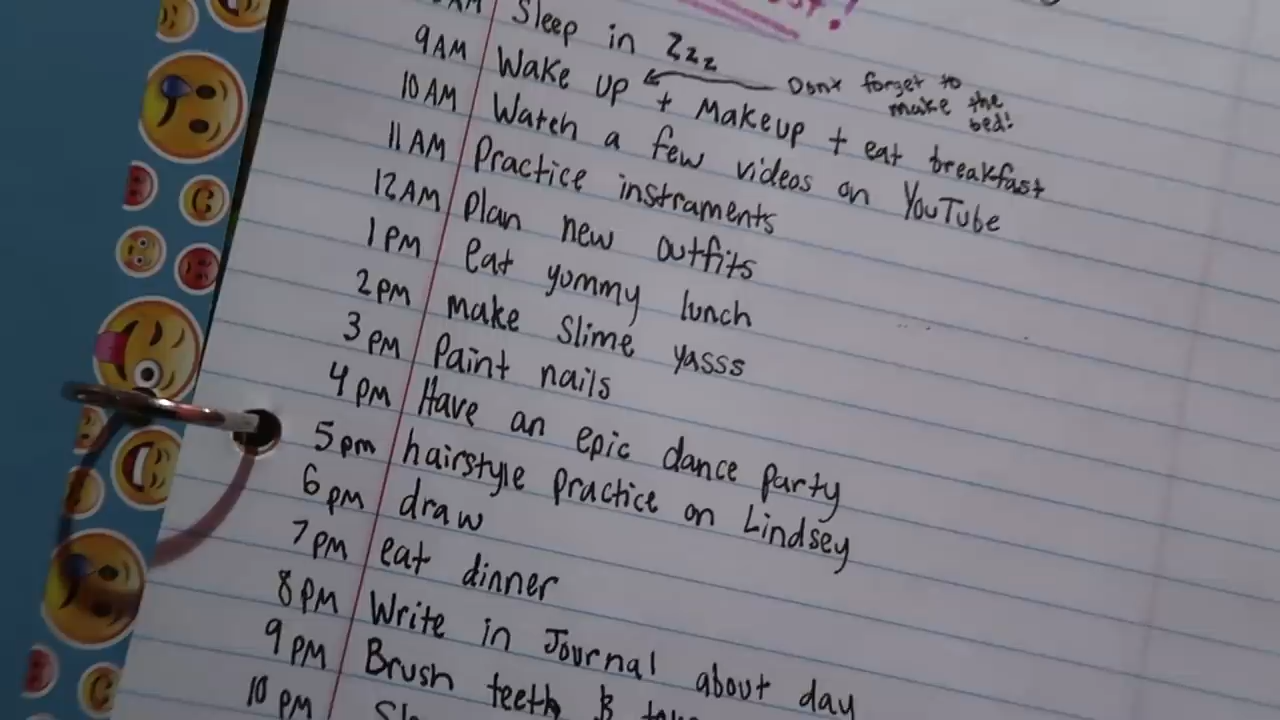 AM Sleep in Zzz
Don't forget to
make the
bed!
9AM Wake up + Makeup + eat breakfast
10AM Watch a few videos on YouTube
11AM Practice instraments
12AM Plan new outfits
1PM eat yummy lunch
2PM make Slime yasss
3PM Paint nails
4PM Have an epic dance party
5pm hairstyle practice on Lindsey
6pm draw
7PM eat dinner
8PM Write in Journal about day
9PM Brush teeth &
10PM